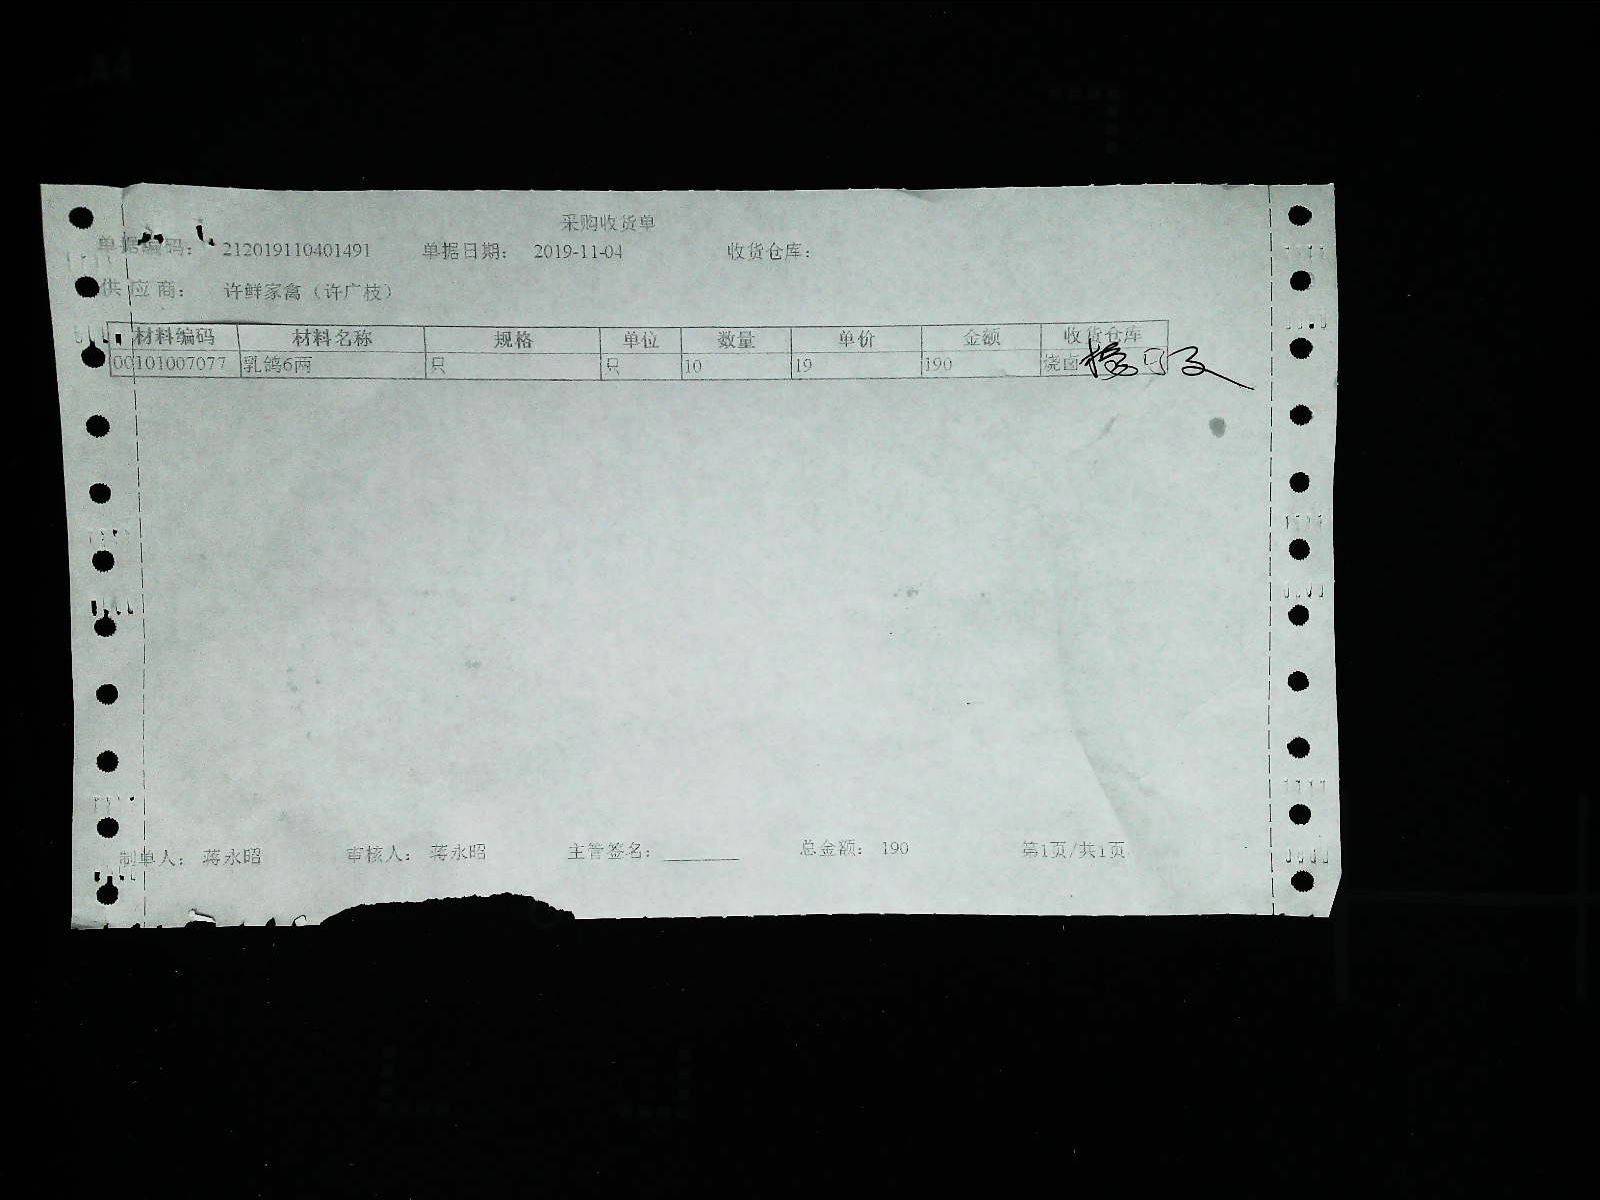 采购收货单
单据编码: 212019110401491 单据日期: 2019-11-04 收货仓库:
供应商: 许鲜家禽（许广枝）
材料编码 材料名称 规格 单位 数量 单价 金额 收货仓库
00101007077 乳鸽6两 只 只 10 19 190 烧卤
制单人: 蒋永昭 审核人: 蒋永昭 主管签名: ________ 总金额: 190 第1页/共1页